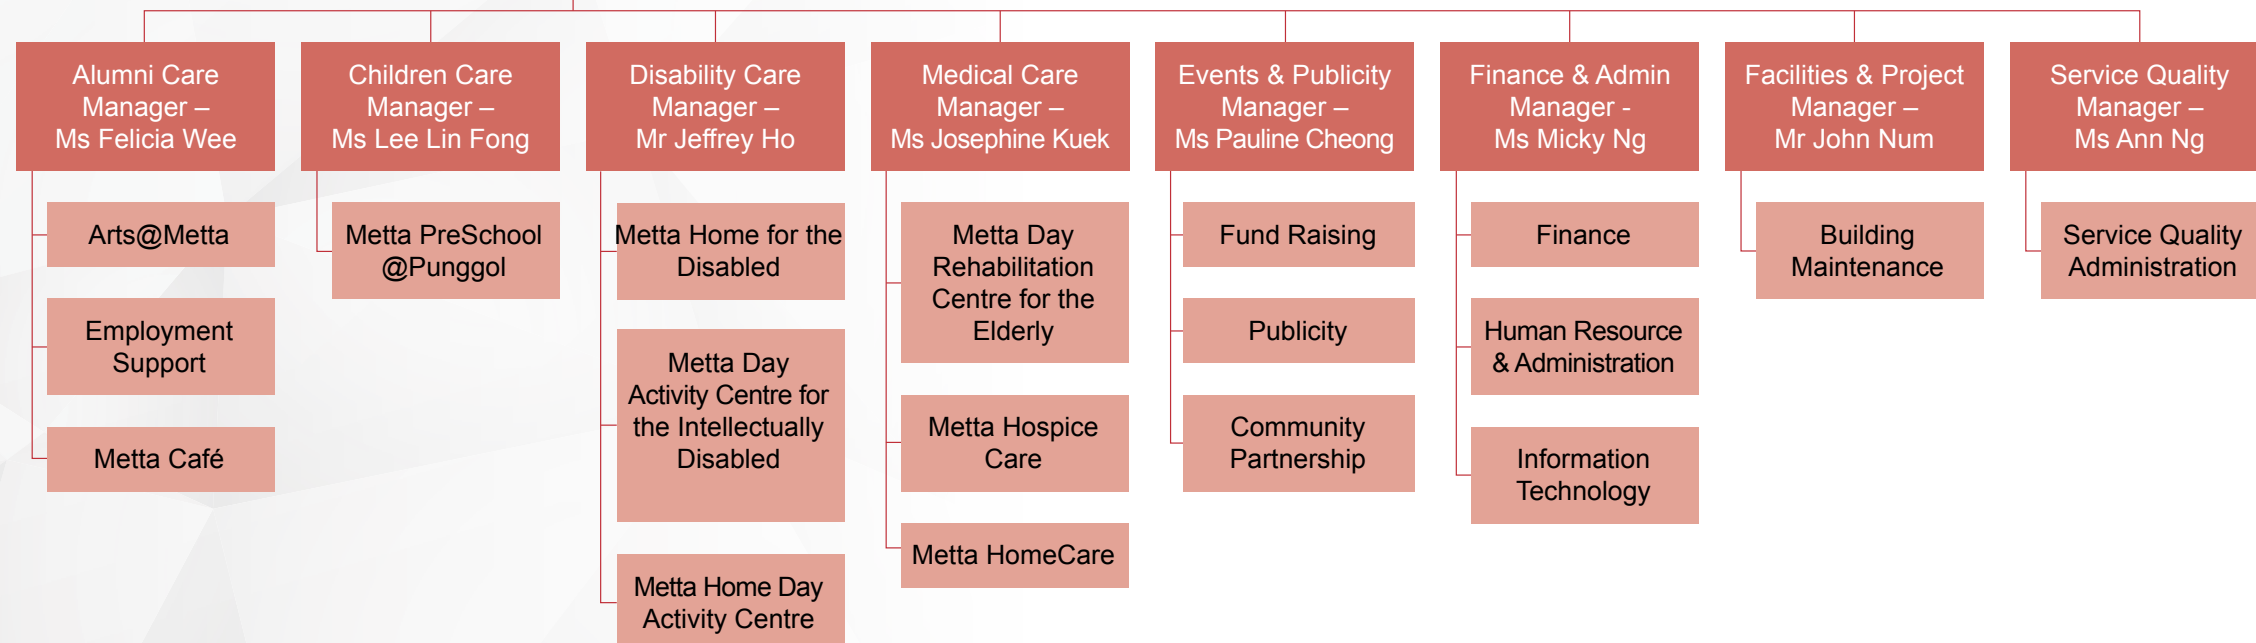 Alumni Care
Manager –
Ms Felicia Wee
Arts@Metta
Employment
Support
Metta Café
Children Care
Manager –
Ms Lee Lin Fong
Metta PreSchool
@Punggol
Disability Care
Manager –
Mr Jeffrey Ho
Metta Home for the
Disabled
Metta Day
Activity Centre for
the Intellectually
Disabled
Metta Home Day
Activity Centre
Medical Care
Manager –
Ms Josephine Kuek
Metta Day
Rehabilitation
Centre for the
Elderly
Metta Hospice
Care
Metta HomeCare
Events & Publicity
Manager –
Ms Pauline Cheong
Fund Raising
Publicity
Community
Partnership
Finance & Admin
Manager -
Ms Micky Ng
Finance
Human Resource
& Administration
Information
Technology
Facilities & Project
Manager –
Mr John Num
Building
Maintenance
Service Quality
Manager –
Ms Ann Ng
Service Quality
Administration